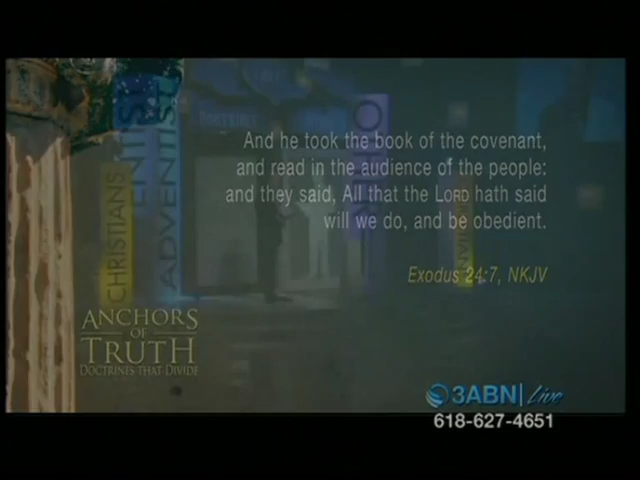 And he took the book of the covenant,
and read in the audience of the people:
and they said, All that the LORD hath said
will we do, and be obedient.
Exodus 24:7, NKJV
CHRISTIANS
ADVENTIST
ANCHORS
OF
TRUTH
DOCTRINES THAT DIVIDE
3ABN Live
618-627-4651